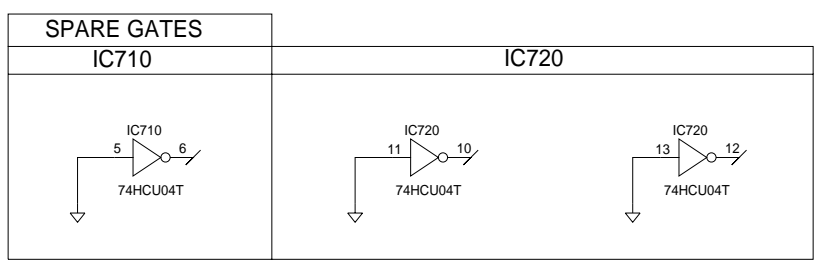 SPARE GATES
IC710 IC720
IC710 IC720 IC720
5 6 11 10 13 12
74HCU04T 74HCU04T 74HCU04T